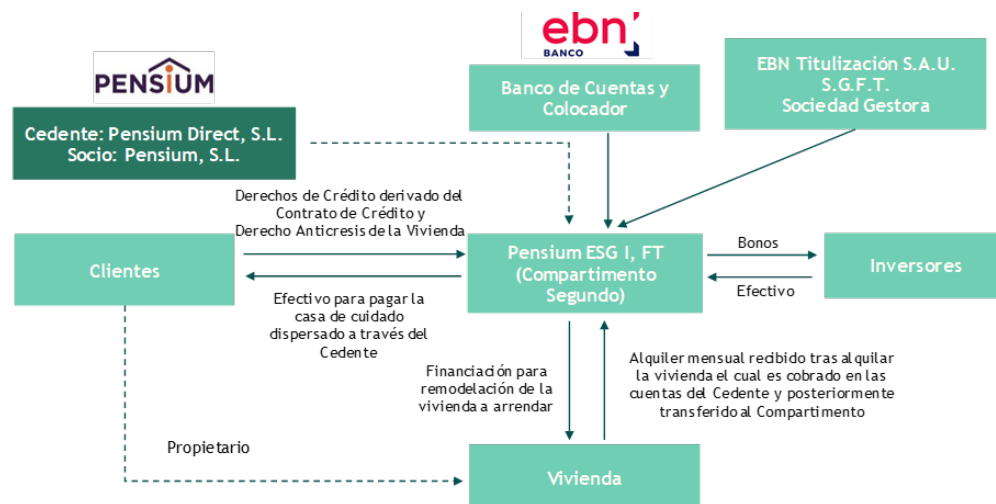 PENSIUM
Cedente: Pensium Direct, S.L.
Socio: Pensium, S.L.
ebn
BANCO
Banco de Cuentas y
Colocador
EBN Titulización S.A.U.
S.G.F.T.
Sociedad Gestora
Derechos de Crédito derivado del
Contrato de Crédito y
Derecho Anticresis de la Vivienda
Clientes
Efectivo para pagar la
casa de cuidado
dispersado a través del
Cedente
Pensium ESG I, FT
(Compartimento
Segundo)
Bonos
Efectivo
Inversores
Financiación para
remodelación de la
vivienda a arrendar
Alquiler mensual recibido tras alquilar
la vivienda el cual es cobrado en las
cuentas del Cedente y posteriormente
transferido al Compartimento
Propietario
Vivienda